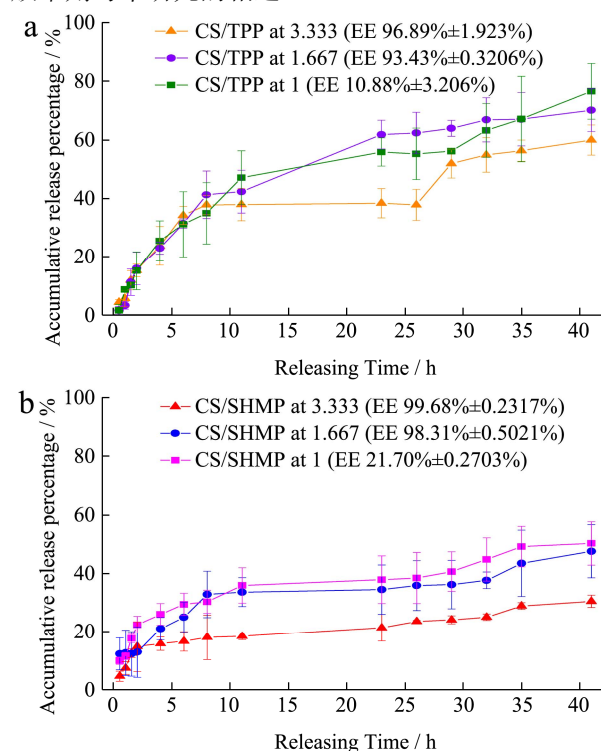 a
100
CS/TPP at 3.333 (EE 96.89%±1.923%)
CS/TPP at 1.667 (EE 93.43%±0.3206%)
CS/TPP at 1 (EE 10.88%±3.206%)
80
60
40
20
0
Accumulative release percentage / %
0 5 10 15 20 25 30 35 40
Releasing Time / h
b
100
CS/SHMP at 3.333 (EE 99.68%±0.2317%)
CS/SHMP at 1.667 (EE 98.31%±0.5021%)
CS/SHMP at 1 (EE 21.70%±0.2703%)
80
60
40
20
0
Accumulative release percentage / %
0 5 10 15 20 25 30 35 40
Releasing Time / h